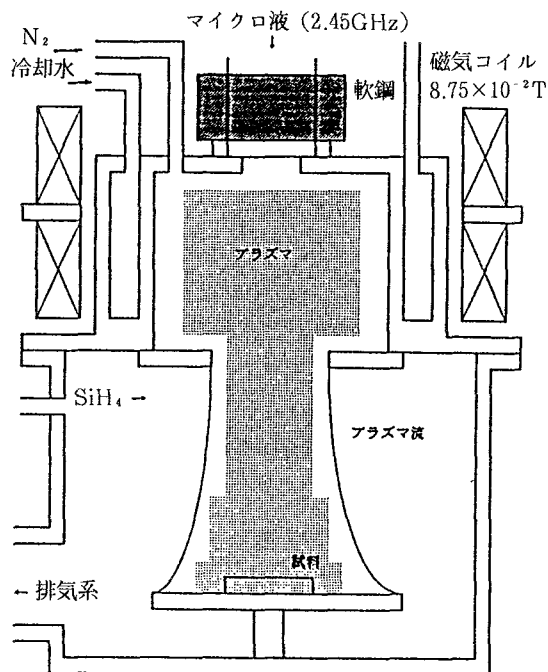 マイクロ液 (2.45GHz)
N₂
冷却水
軟鋼
磁気コイル
8.75×10⁻²T
プラズマ
SiH₄
プラズマ流
試料
排気系